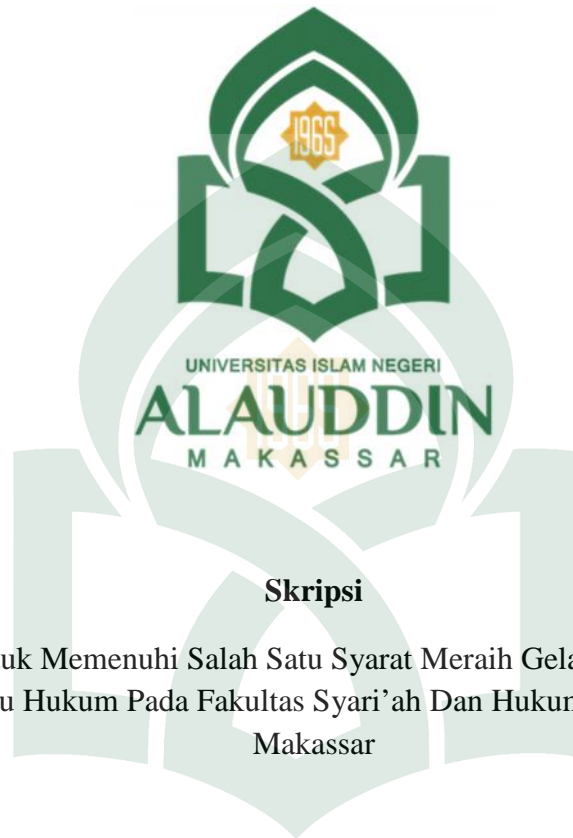 1965
UNIVERSITAS ISLAM NEGERI
ALAUDDIN
MAKASSAR
Skripsi
uk Memenuhi Salah Satu Syarat Meraih Gela
u Hukum Pada Fakultas Syari’ah Dan Hukum
Makassar